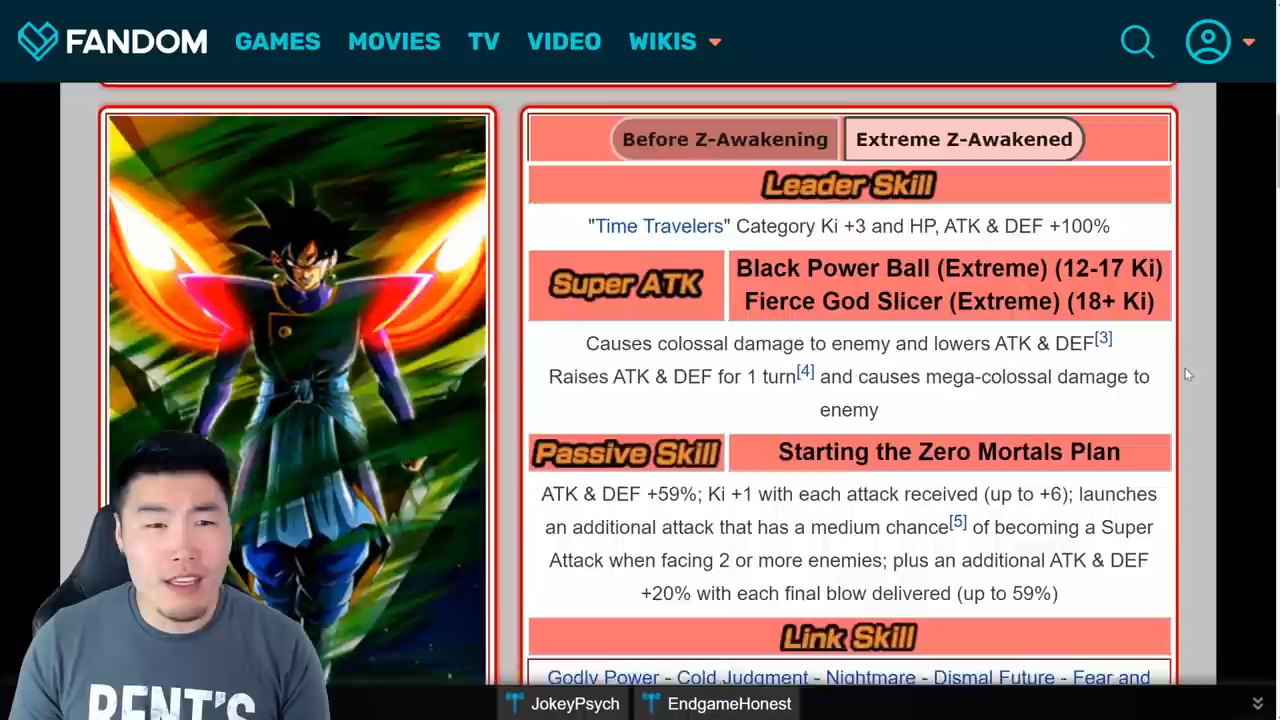 FANDOM GAMES MOVIES TV VIDEO WIKIS
Before Z-Awakening Extreme Z-Awakened
Leader Skill
"Time Travelers" Category Ki +3 and HP, ATK & DEF +100%
Super ATK
Black Power Ball (Extreme) (12-17 Ki)
Fierce God Slicer (Extreme) (18+ Ki)
Causes colossal damage to enemy and lowers ATK & DEF[3]
Raises ATK & DEF for 1 turn[4] and causes mega-colossal damage to
enemy
Passive Skill
Starting the Zero Mortals Plan
ATK & DEF +59%; Ki +1 with each attack received (up to +6); launches
an additional attack that has a medium chance[5] of becoming a Super
Attack when facing 2 or more enemies; plus an additional ATK & DEF
+20% with each final blow delivered (up to 59%)
Link Skill
Godly Power - Cold Judgment - Nightmare - Dismal Future - Fear and
JokeyPsych EndgameHonest